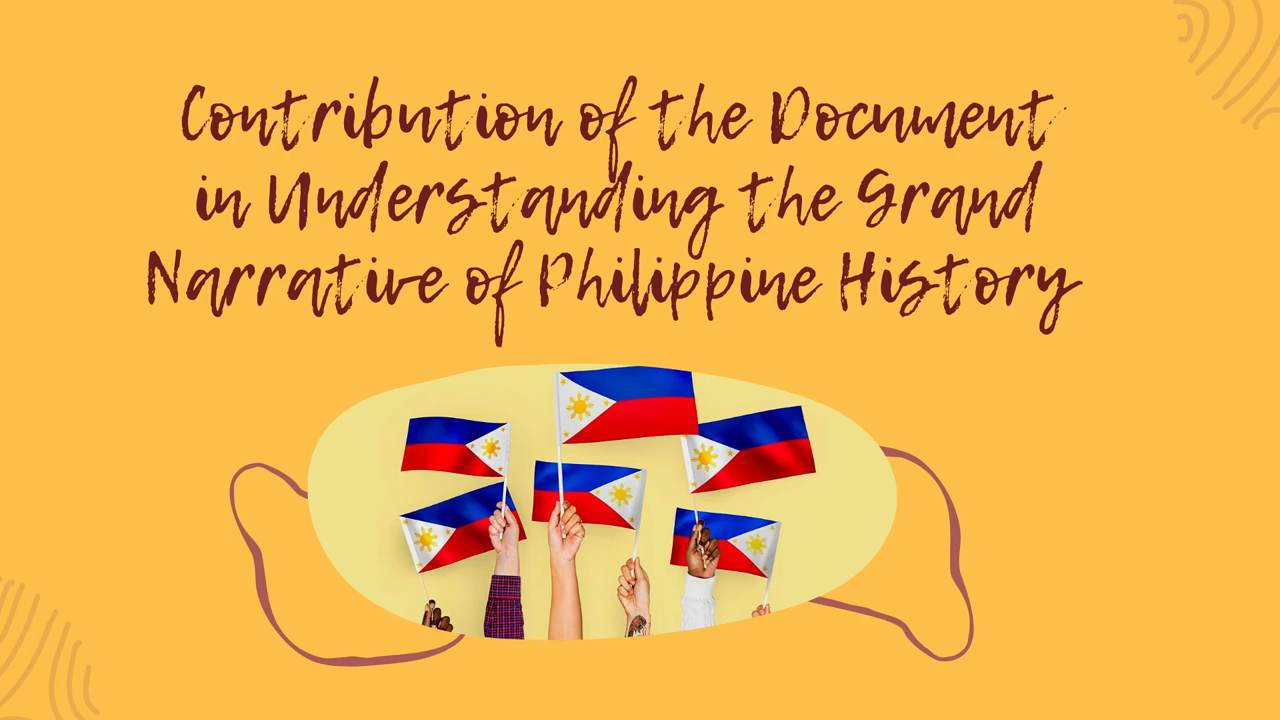 Contribution of the Document
in Understanding the Grand
Narrative of Philippine History